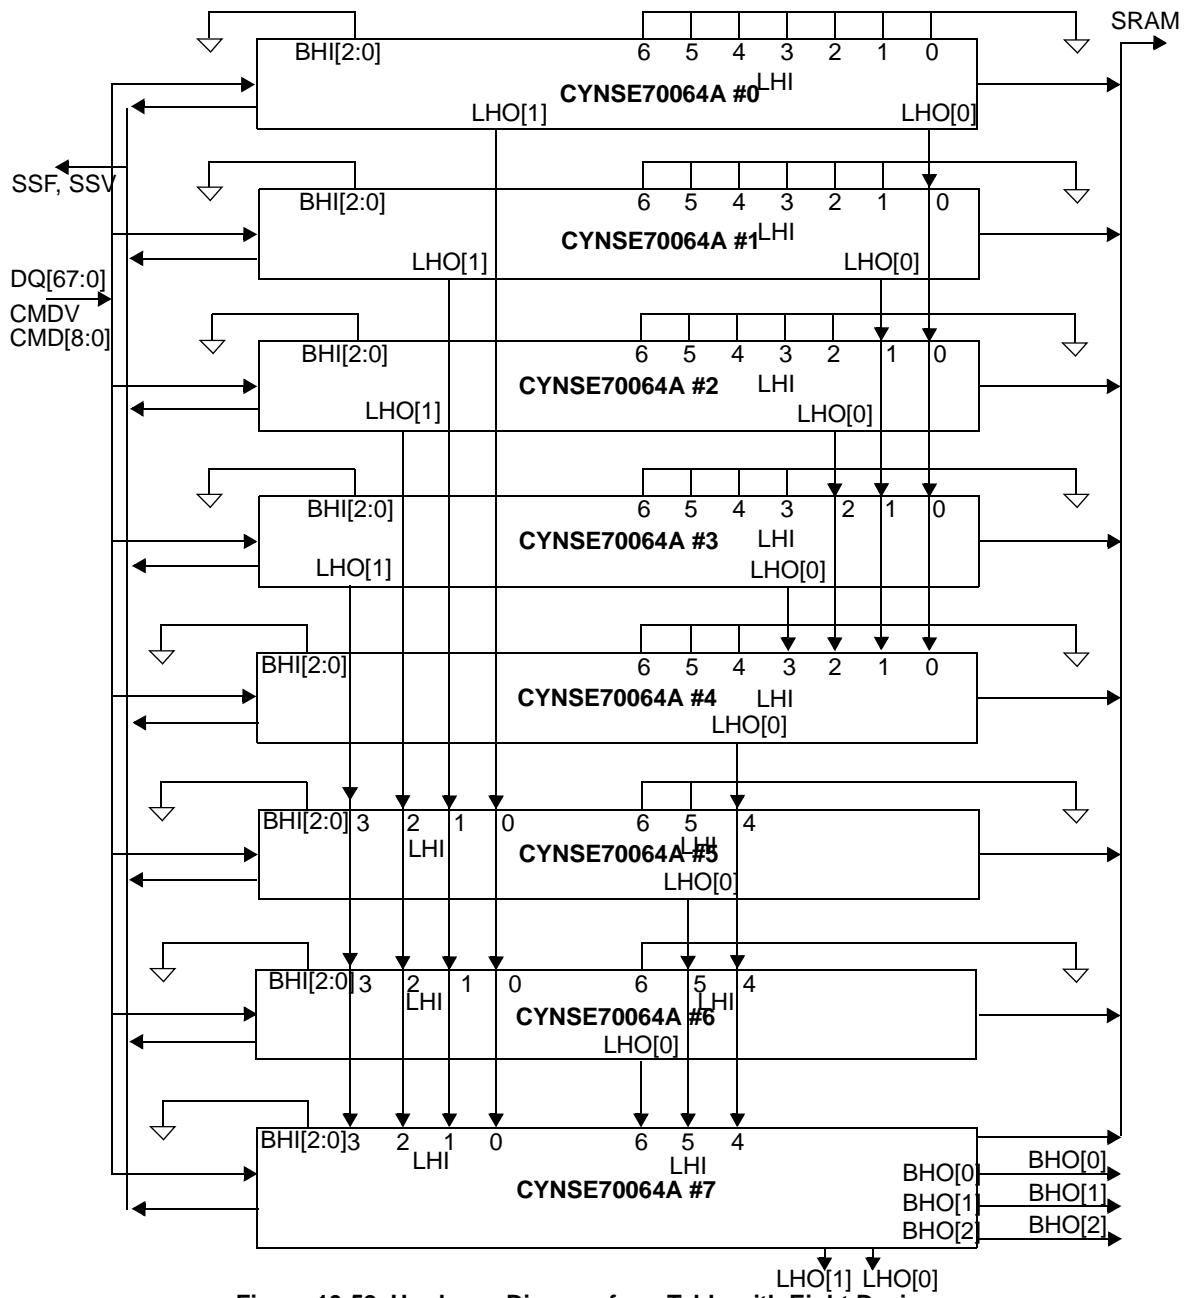 SRAM
BHI[2:0] 6 5 4 3 2 1 0
LHI
CYNSE70064A #0
LHO[1] LHO[0]
SSF, SSV
BHI[2:0] 6 5 4 3 2 1 0
LHI
CYNSE70064A #1
LHO[1] LHO[0]
DQ[67:0]
CMDV
CMD[8:0]
BHI[2:0] 6 5 4 3 2 1 0
CYNSE70064A #2 LHI
LHO[1] LHO[0]
BHI[2:0] 6 5 4 3 2 1 0
CYNSE70064A #3 LHI
LHO[1] LHO[0]
BHI[2:0] 6 5 4 3 2 1 0
CYNSE70064A #4 LHI
LHO[0]
BHI[2:0] 3 2 1 0 6 5 4
LHI LHI
CYNSE70064A #5
LHO[0]
BHI[2:0] 3 2 1 0 6 5 4
LHI LHI
CYNSE70064A #6
LHO[0]
BHI[2:0] 3 2 1 0 6 5 4
LHI LHI
CYNSE70064A #7
BHO[0] BHO[0]
BHO[1] BHO[1]
BHO[2] BHO[2]
LHO[1] LHO[0]